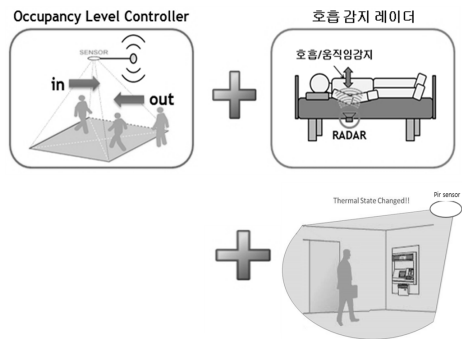 Occupancy Level Controller
호흡 감지 레이더
SENSOR
in
out
호흡/움직임감지
RADAR
Thermal State Changed!!
Pir sensor